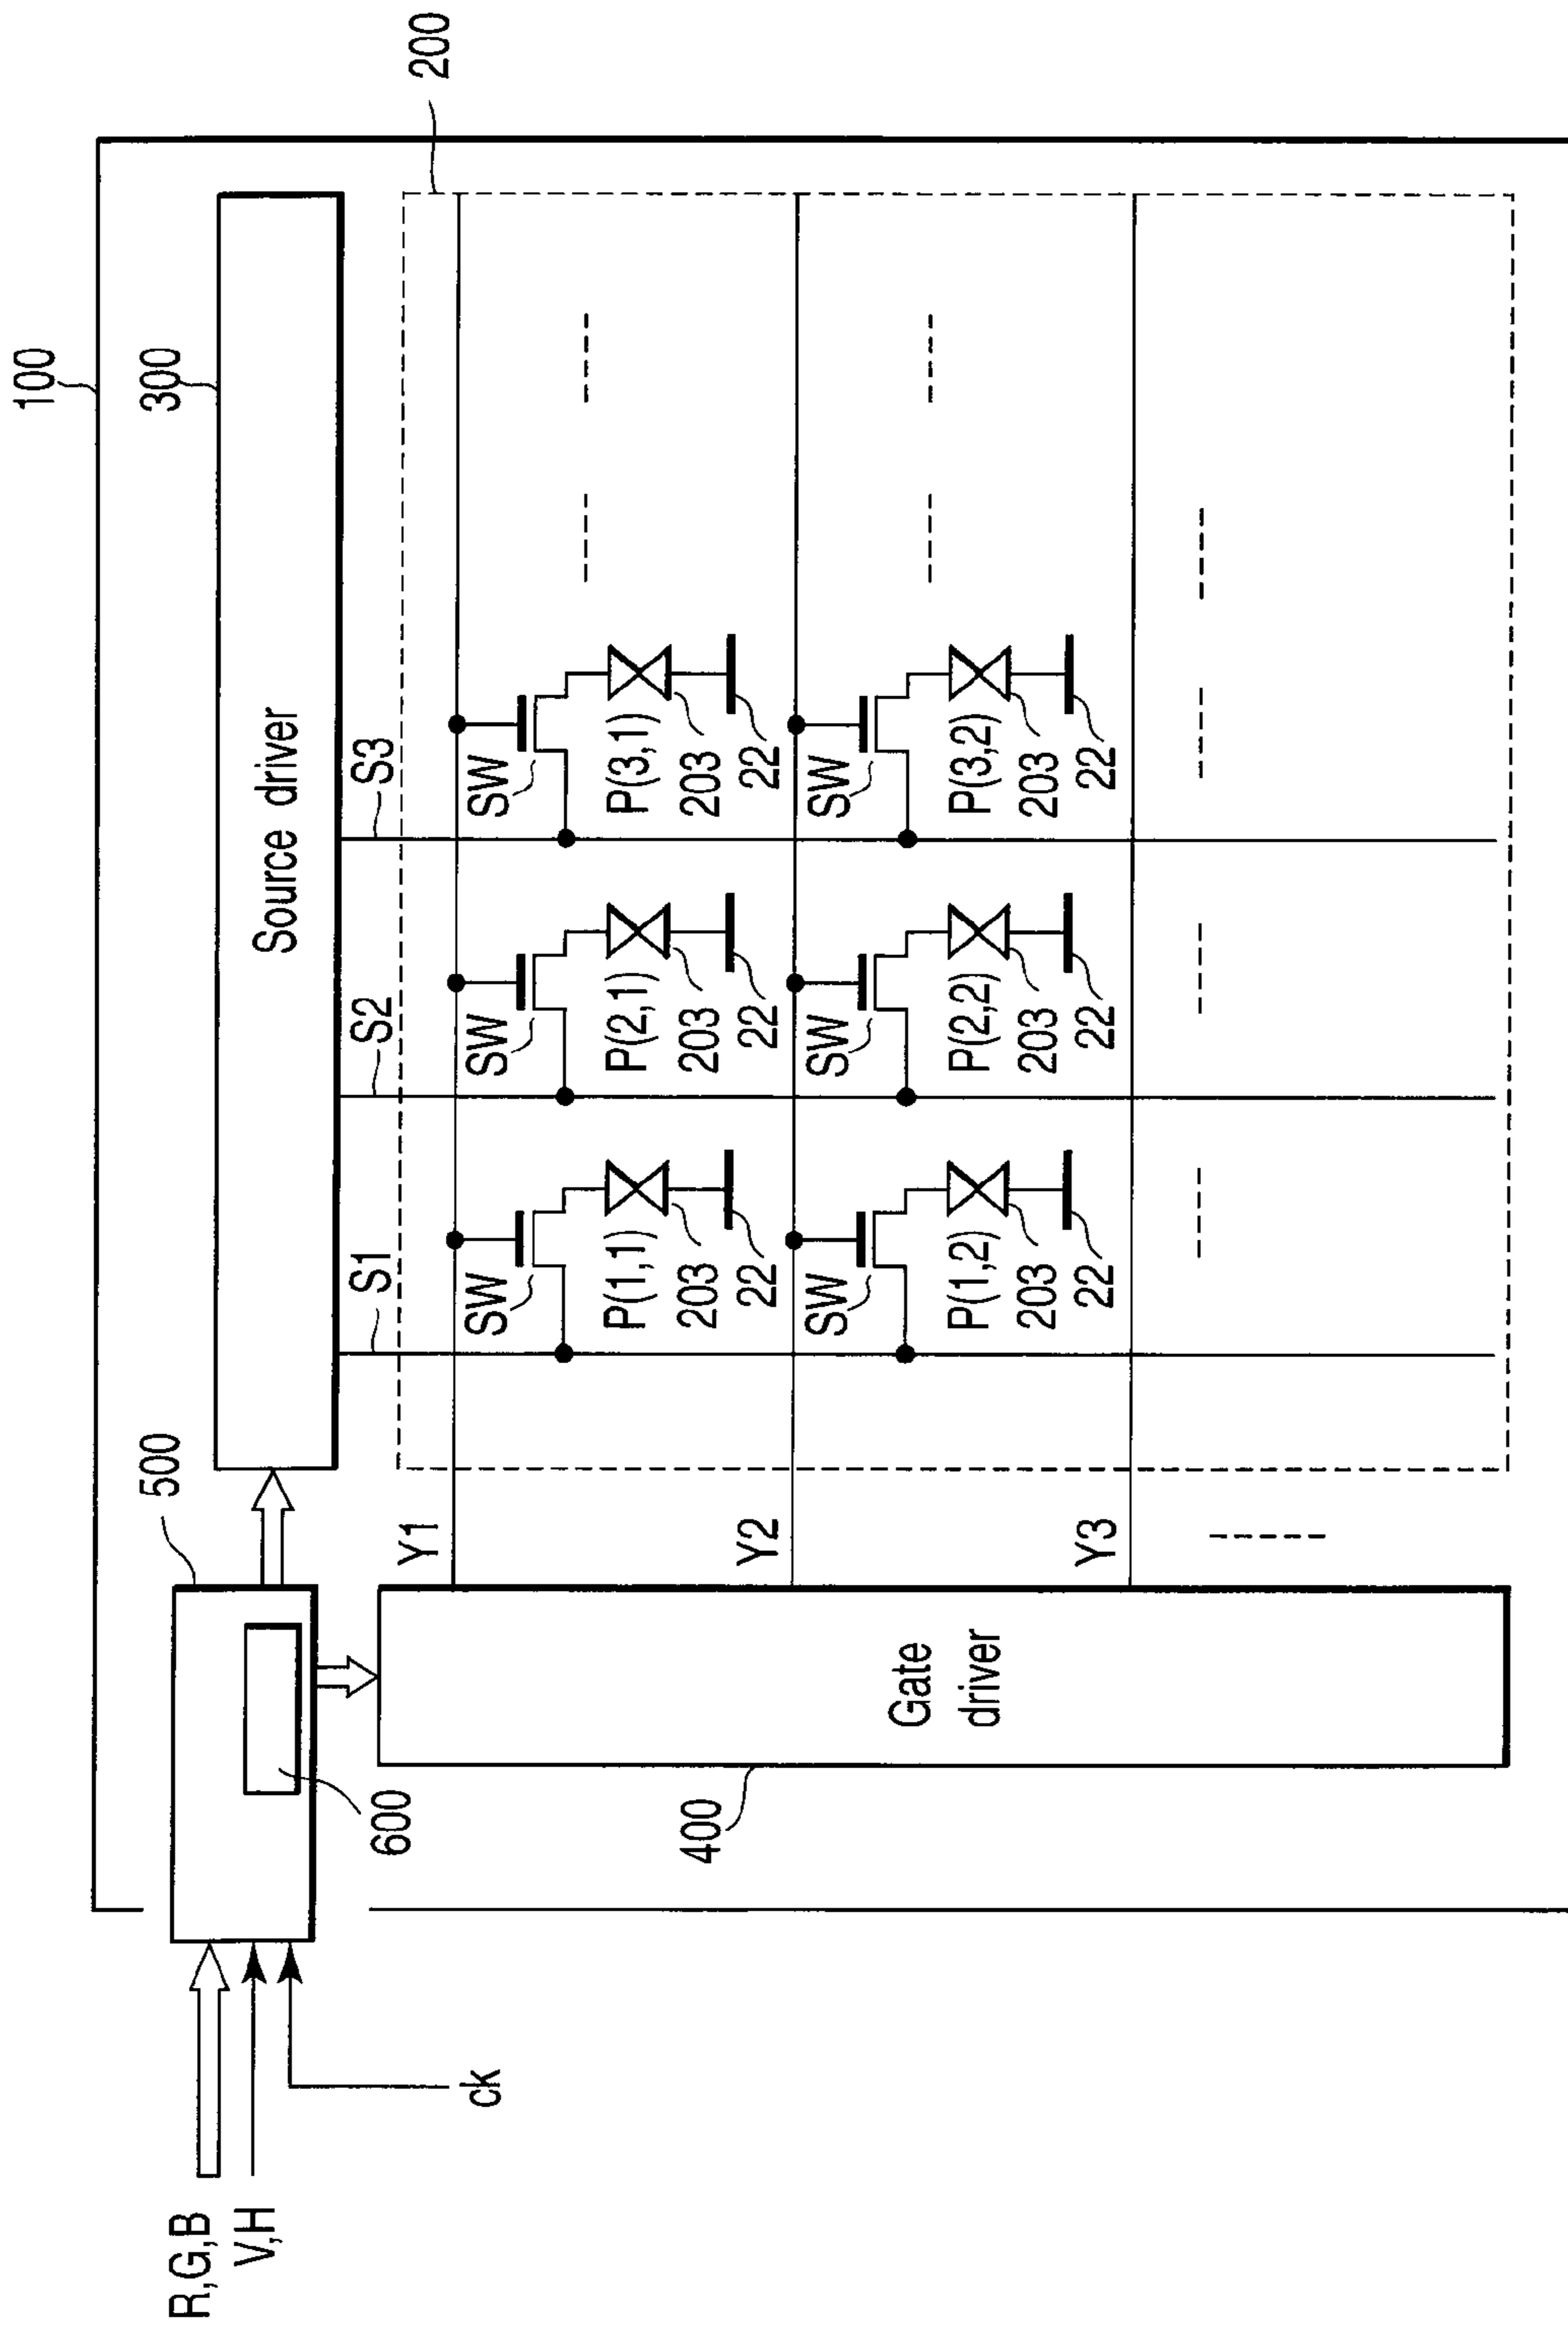 100
300
Source driver
500
R,G,B
V,H
ck
600
200
S1
S2
S3
Y1
SW
SW
SW
P(1,1)
P(2,1)
P(3,1)
203
203
203
22
22
22
Y2
SW
SW
SW
P(1,2)
P(2,2)
P(3,2)
203
203
203
22
22
22
Y3
400
Gate
driver